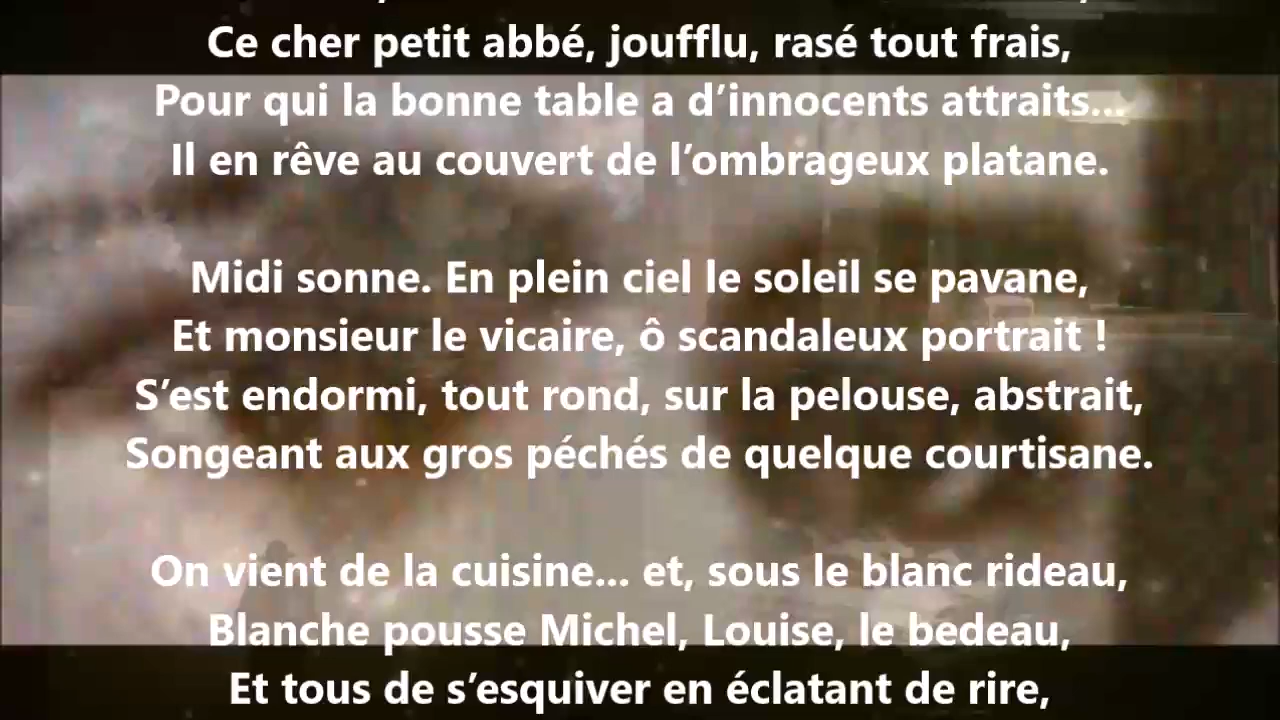 Ce cher petit abbé, joufflu, rasé tout frais,
Pour qui la bonne table a d’innocents attraits...
Il en rêve au couvert de l’ombrageux platane.
Midi sonne. En plein ciel le soleil se pavane,
Et monsieur le vicaire, ô scandaleux portrait !
S’est endormi, tout rond, sur la pelouse, abstrait,
Songeant aux gros péchés de quelque courtisane.
On vient de la cuisine... et, sous le blanc rideau,
Blanche pousse Michel, Louise, le bedeau,
Et tous de s’esquiver en éclatant de rire,